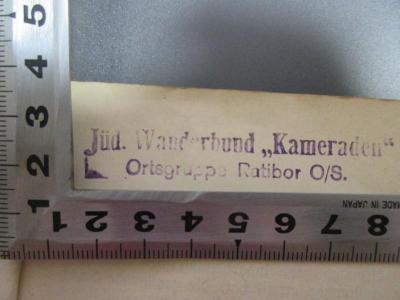 Jüd. Wanderbund „Kameraden“
Ortsgruppe Ratibor O/S.
5
4
3
2
1
1 2 3 4 5 6 7 8
MADE IN JAPAN